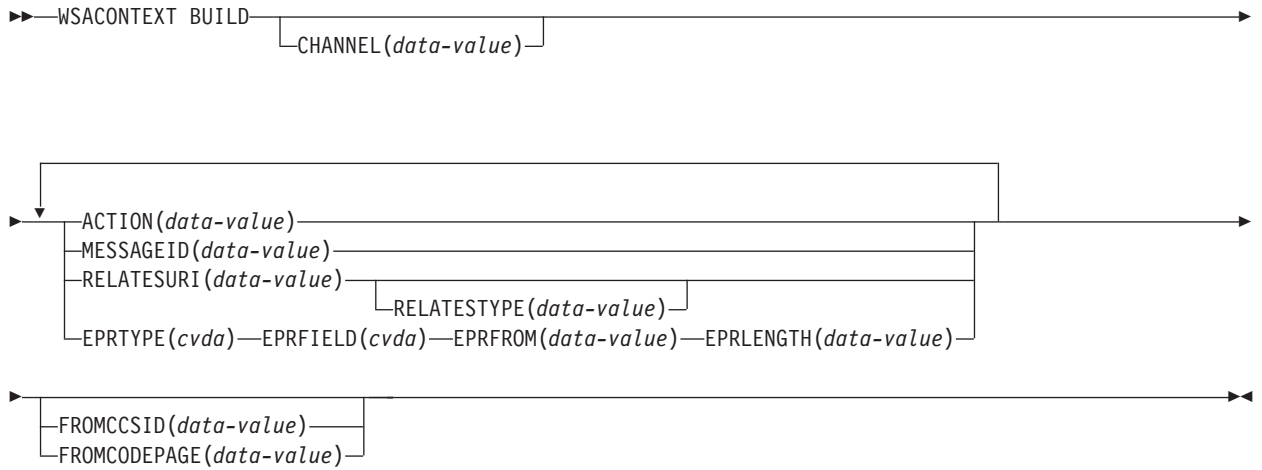 WSACONTEXT BUILD
CHANNEL(data-value)
ACTION(data-value)
MESSAGEID(data-value)
RELATESURI(data-value)
RELATESTYPE(data-value)
EPRTYPE(cvda) EPRFIELD(cvda) EPRFROM(data-value) EPRLENGTH(data-value)
FROMCCSID(data-value)
FROMCODEPAGE(data-value)